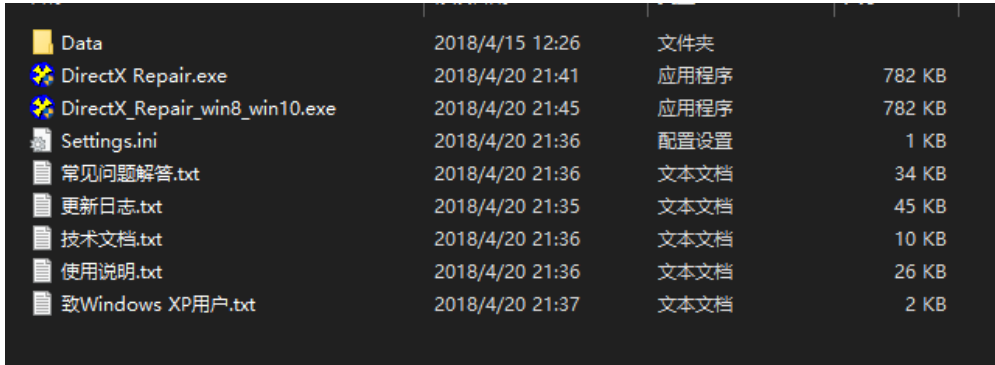 Data 2018/4/15 12:26 文件夹
DirectX Repair.exe 2018/4/20 21:41 应用程序 782 KB
DirectX_Repair_win8_win10.exe 2018/4/20 21:45 应用程序 782 KB
Settings.ini 2018/4/20 21:36 配置设置 1 KB
常见问题解答.txt 2018/4/20 21:36 文本文档 34 KB
更新日志.txt 2018/4/20 21:35 文本文档 45 KB
技术文档.txt 2018/4/20 21:36 文本文档 10 KB
使用说明.txt 2018/4/20 21:36 文本文档 26 KB
致Windows XP用户.txt 2018/4/20 21:37 文本文档 2 KB